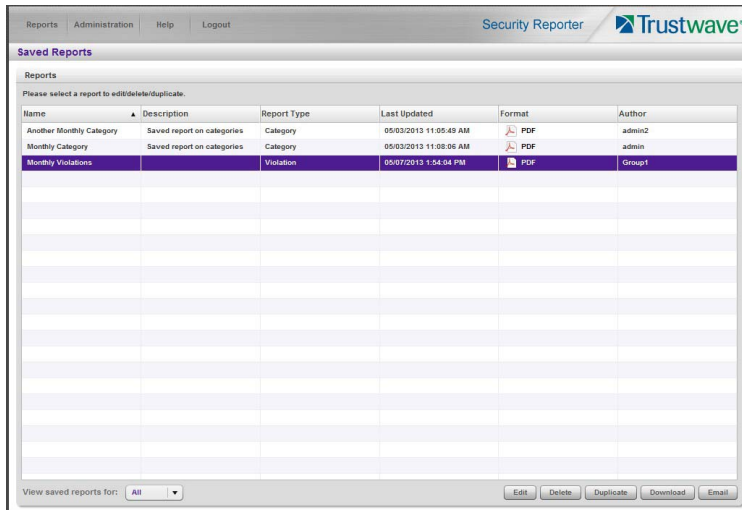 Reports Administration Help Logout Security Reporter Trustwave®
Saved Reports
Reports
Please select a report to edit/delete/duplicate.
Name ▲ Description Report Type Last Updated Format Author
Another Monthly Category Saved report on categories Category 05/03/2013 11:05:49 AM PDF admin2
Monthly Category Saved report on categories Category 05/03/2013 11:08:06 AM PDF admin
Monthly Violations Violation 05/07/2013 1:54:04 PM PDF Group1
View saved reports for: All ▼ Edit Delete Duplicate Download Email